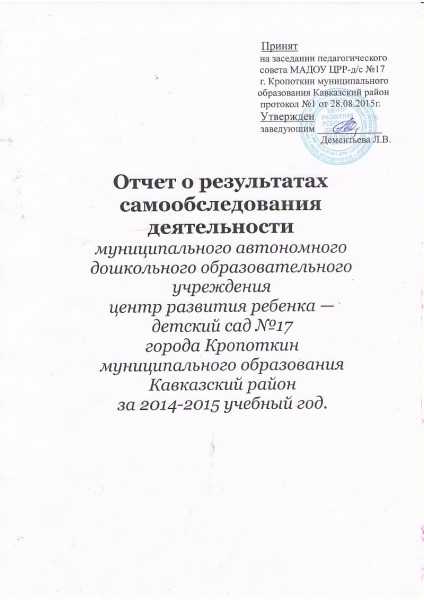 Принят
на заседании педагогического
совета МАДОУ ЦРР-д/с №17
г. Кропоткин муниципального
образования Кавказский район
протокол №1 от 28.08.2015г.
Утвержден
заведующим
Дементьева Л.В.
Отчет о результатах
самообследования
деятельности
муниципального автономного
дошкольного образовательного
учреждения
центр развития ребенка —
детский сад №17
города Кропоткин
муниципального образования
Кавказский район
за 2014-2015 учебный год.